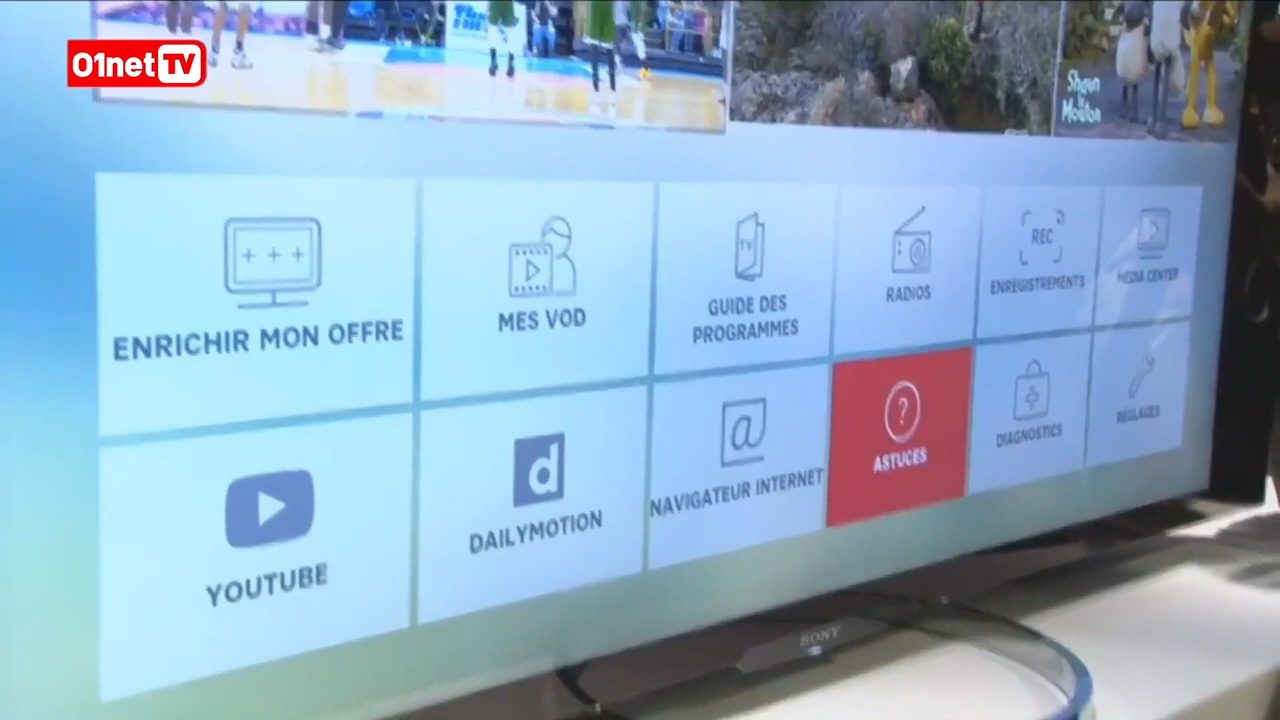 01netTV
Shaun
le
Mouton
REC
TV
ENRICHIR MON OFFRE
MES VOD
GUIDE DES
PROGRAMMES
RADIOS
ENREGISTREMENTS
MEDIA CENTER
YOUTUBE
d
DAILYMOTION
@
NAVIGATEUR INTERNET
?
ASTUCES
DIAGNOSTICS
RÉGLAGES
SONY